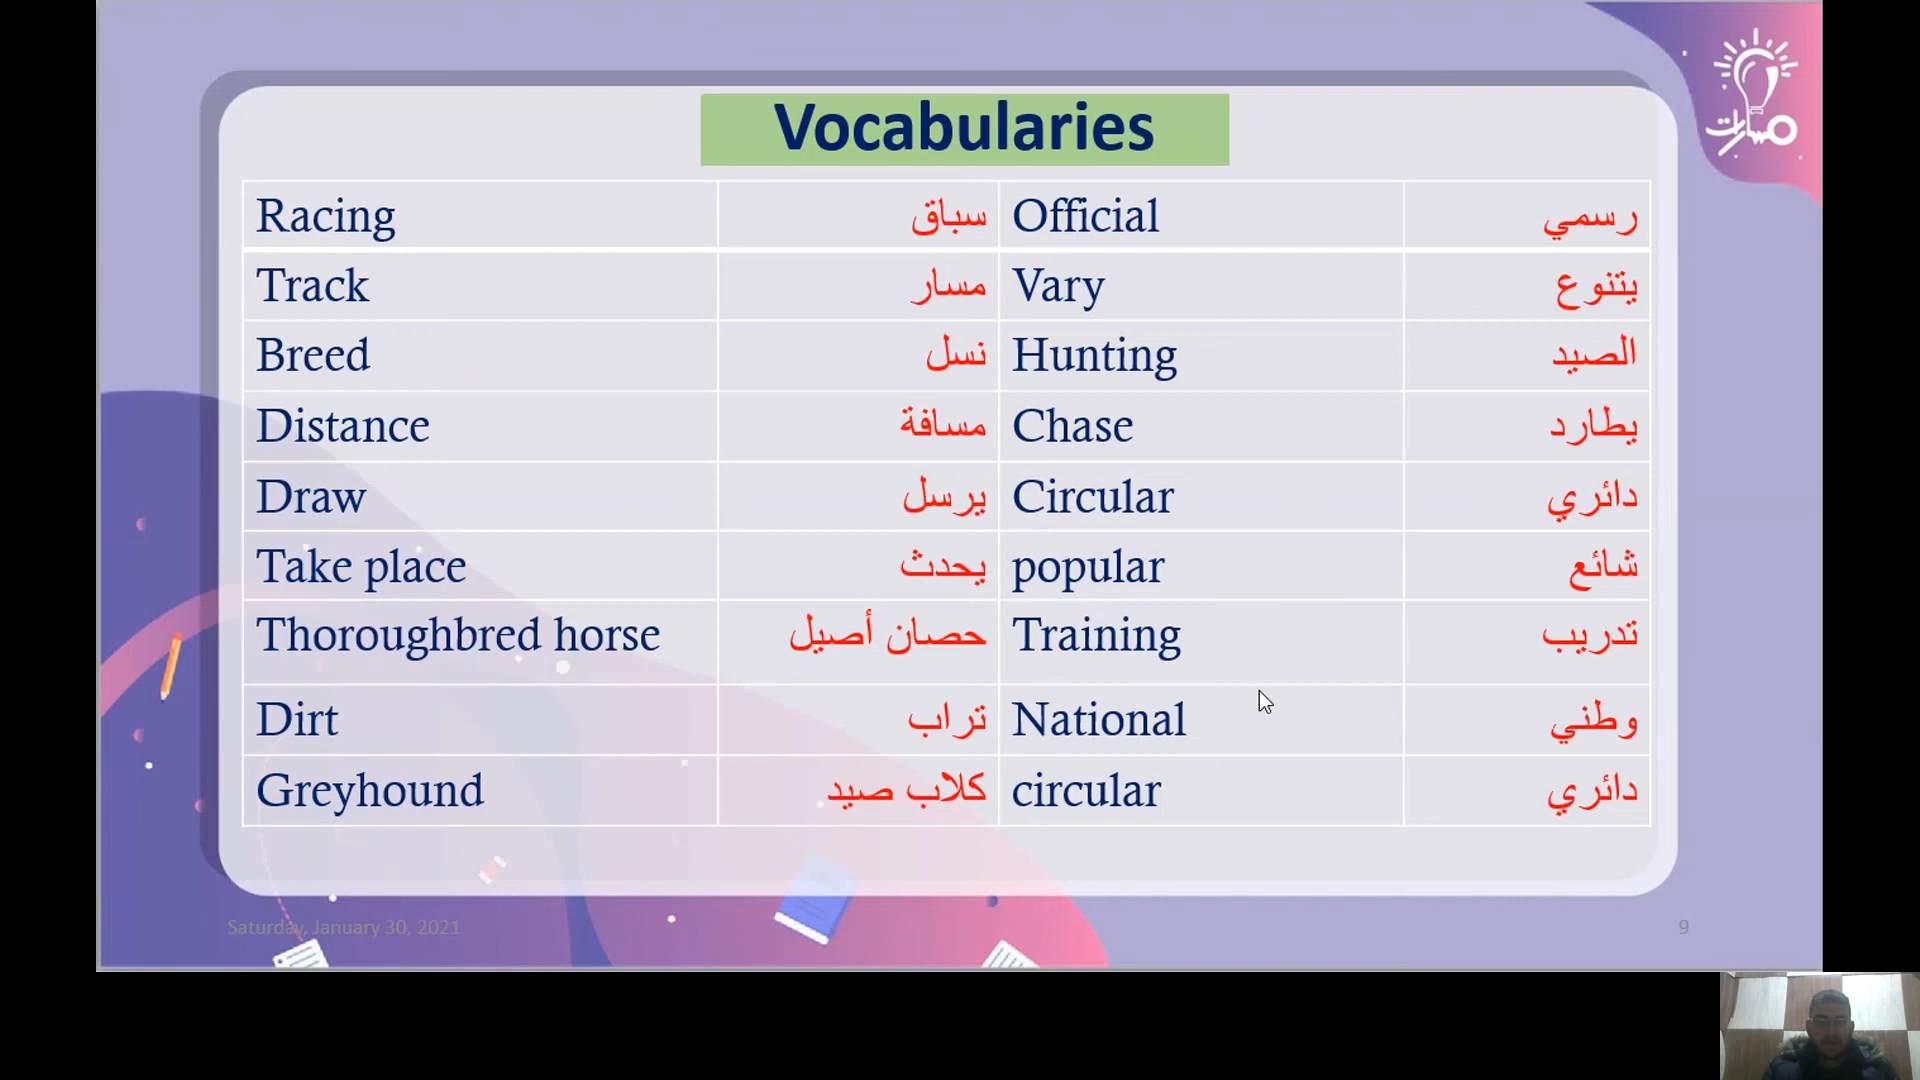 Vocabularies
Racing سباق Official رسمي
Track مسار Vary يتنوع
Breed نسل Hunting الصيد
Distance مسافة Chase يطارد
Draw يرسل Circular دائري
Take place يحدث popular شائع
Thoroughbred horse حصان أصيل Training تدريب
Dirt تراب National وطني
Greyhound كلاب صيد circular دائري
Saturday, January 30, 2021
9
مسارات